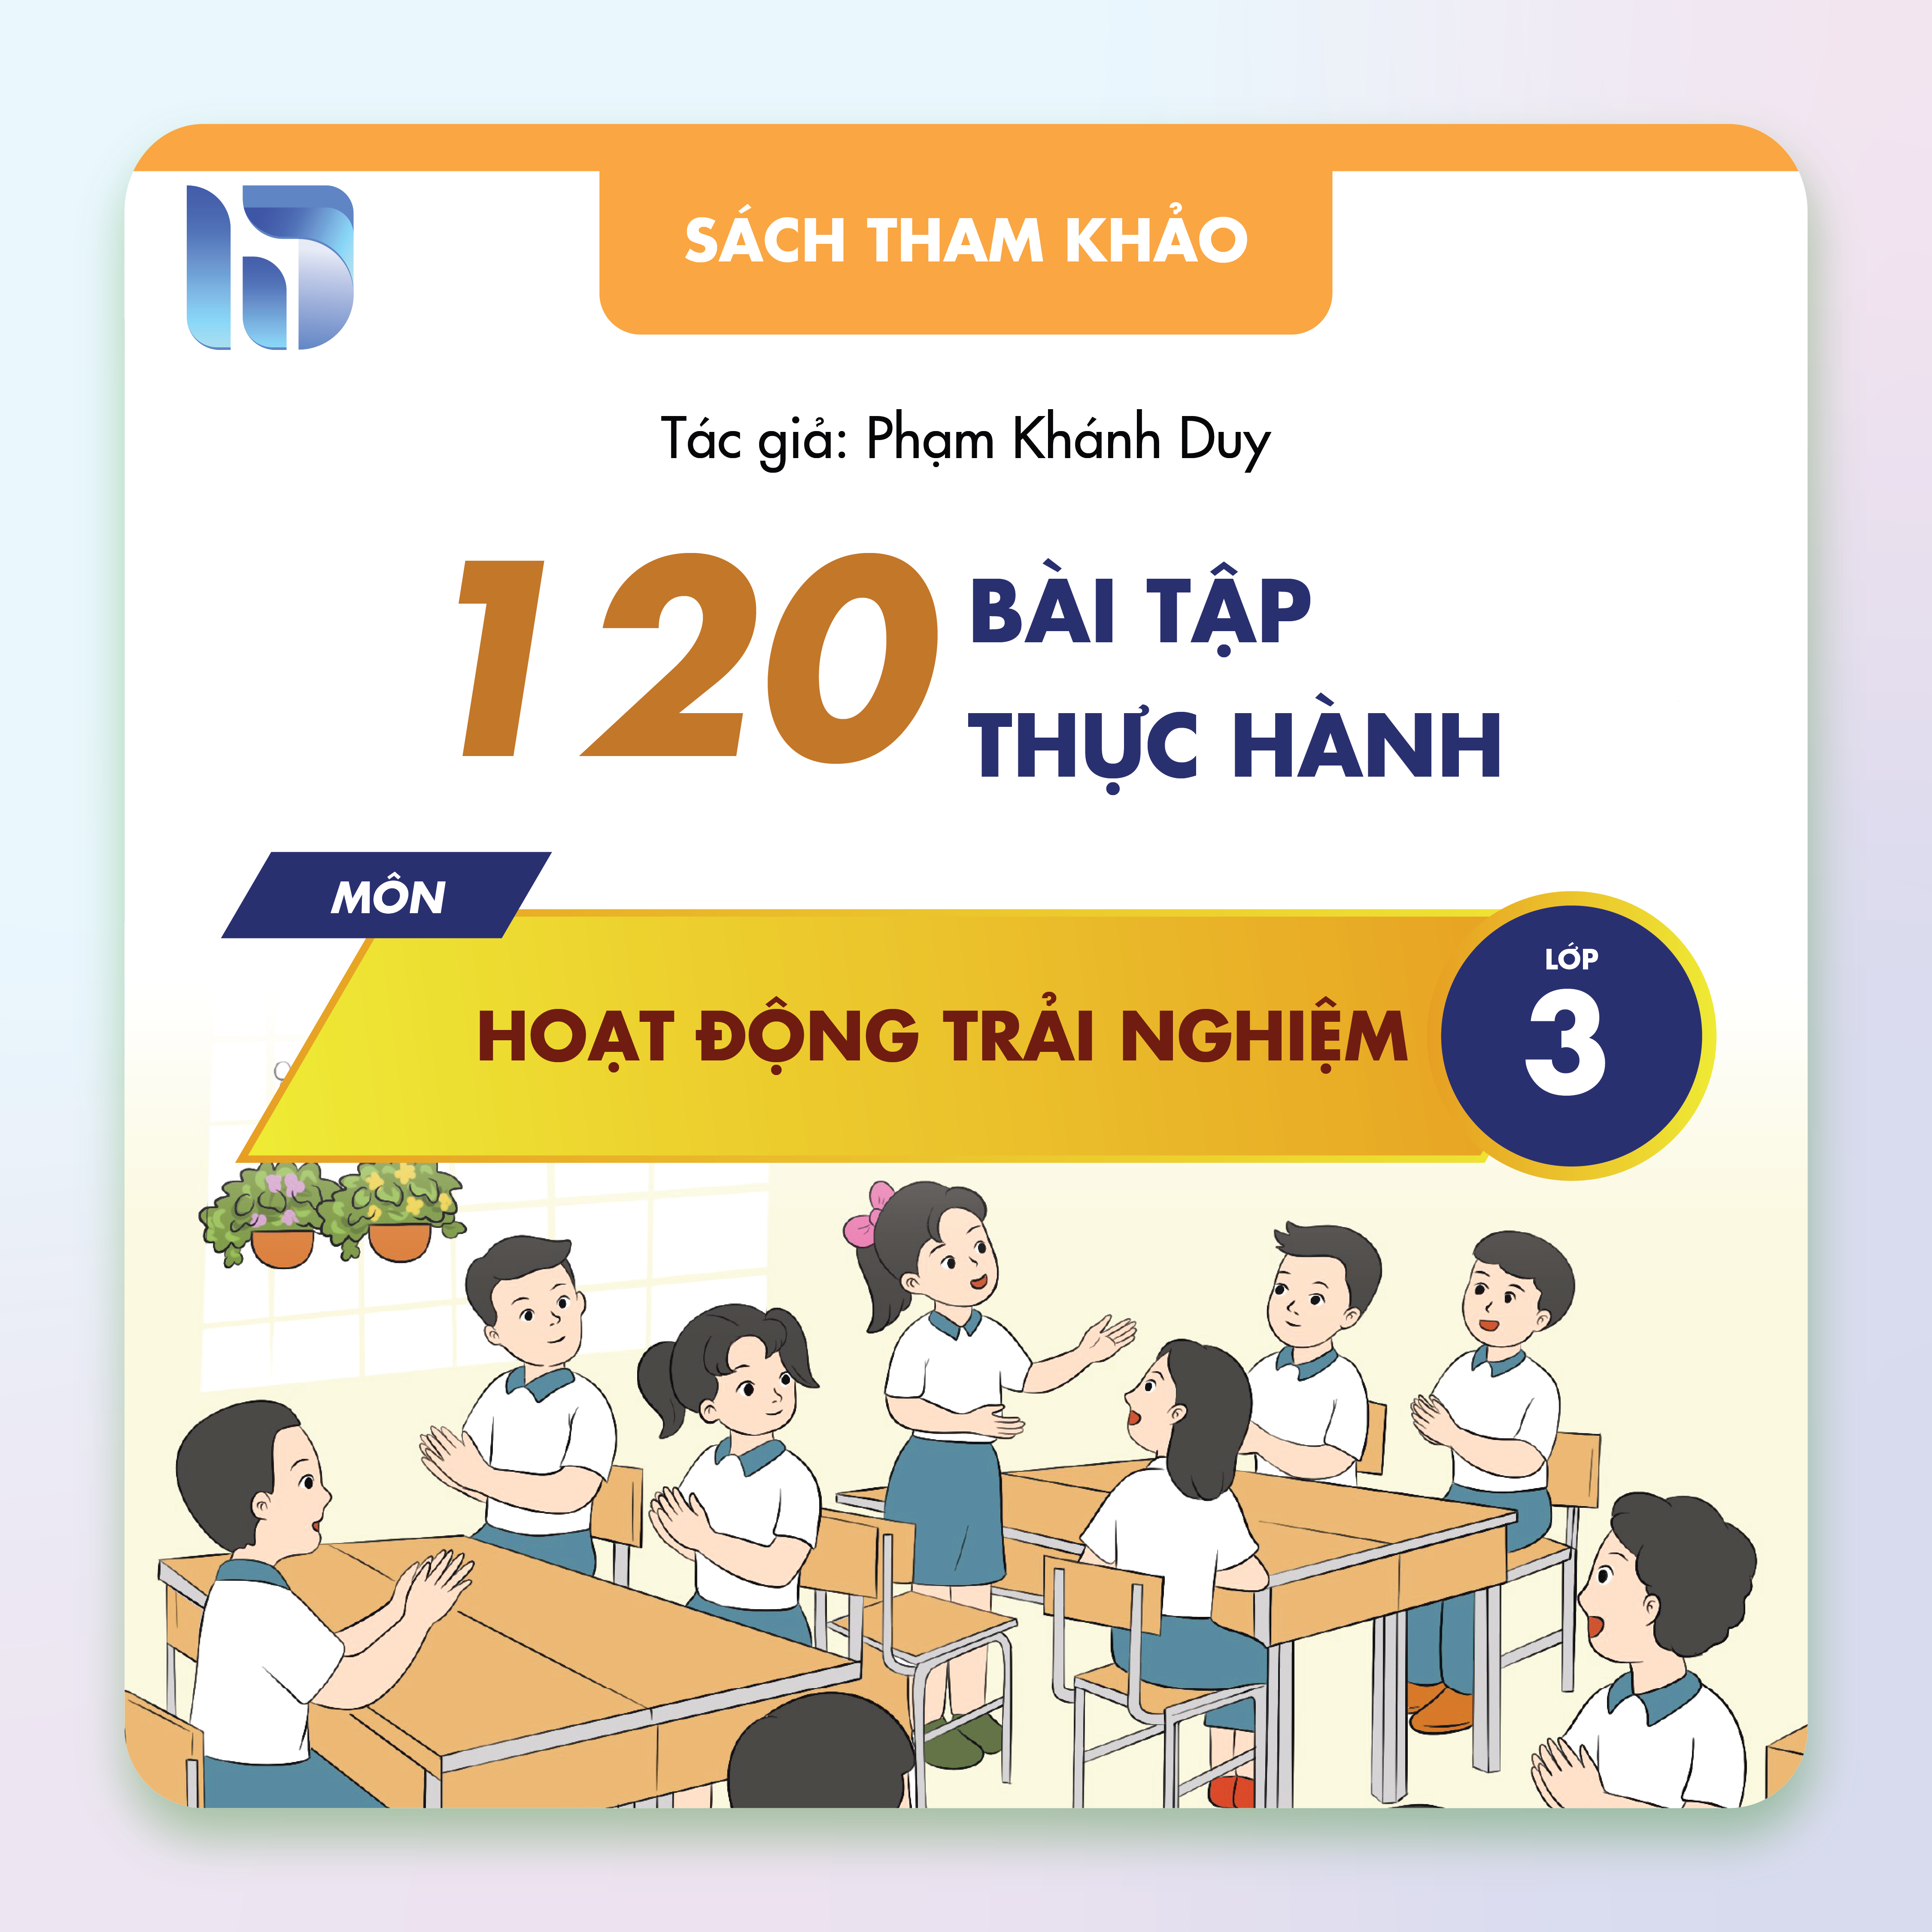 SÁCH THAM KHẢO
Tác giả: Phạm Khánh Duy
120
BÀI TẬP
THỰC HÀNH
MÔN
HOẠT ĐỘNG TRẢI NGHIỆM
LỚP
3